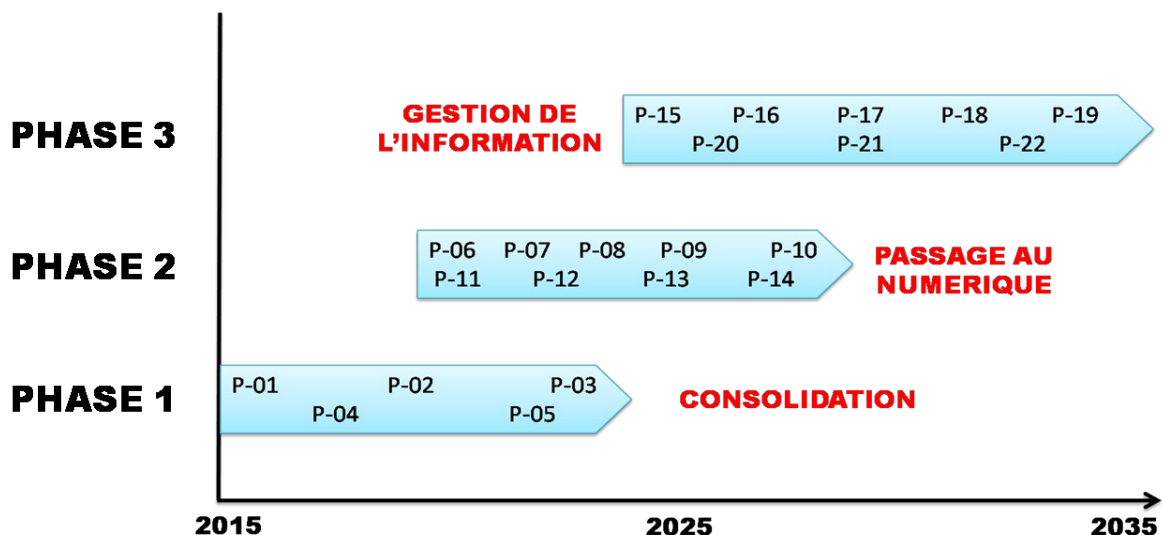 GESTION DE
L'INFORMATION
PHASE 3
P-15 P-16 P-17 P-18 P-19
P-20 P-21 P-22
PHASE 2
P-06 P-07 P-08 P-09 P-10
P-11 P-12 P-13 P-14
PASSAGE AU
NUMERIQUE
PHASE 1
P-01 P-02 P-03
P-04 P-05
CONSOLIDATION
2015 2025 2035